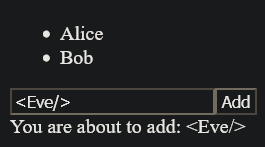 Alice
Bob
<Eve/> Add
You are about to add: <Eve/>